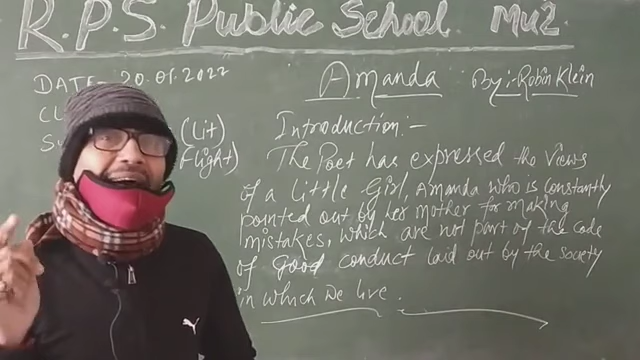 R.P.S. Public School. Mu2.
DATE- 20.01.2022
Amanda By:- Robin Klein
CL
(Lit)
Introduction:-
Su
Flight)
The Poet has expressed the views
of a little Girl, Amanda who is constantly
pointed out by her mother for making
mistakes, which are not part of the code
of good conduct laid out by the society
in which we live.